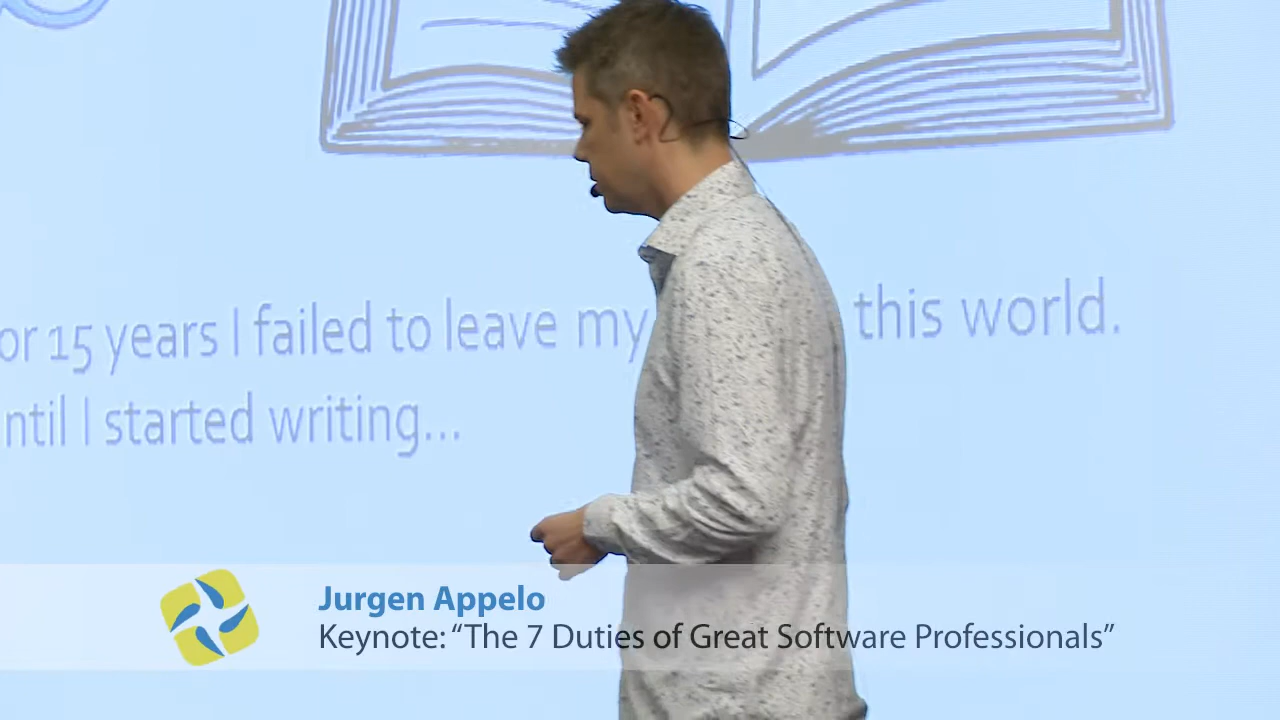 or 15 years I failed to leave my this world.
ntil I started writing...
Jurgen Appelo
Keynote: “The 7 Duties of Great Software Professionals”